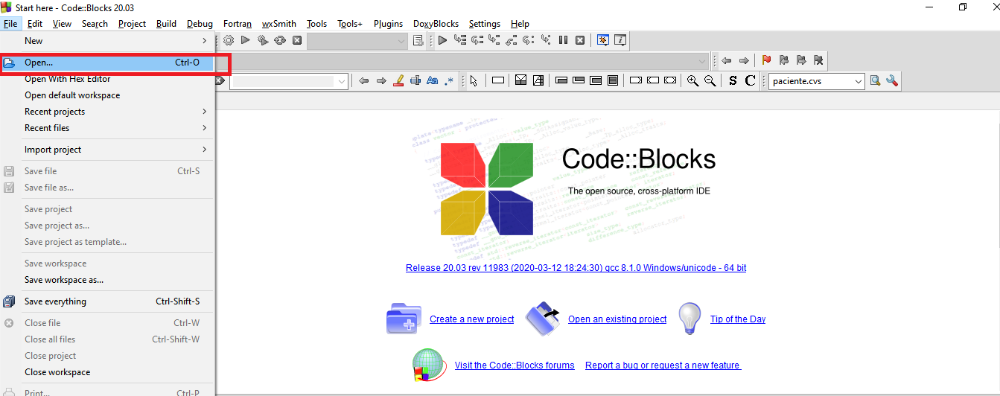 Start here - Code::Blocks 20.03
File Edit View Search Project Build Debug Fortran wxSmith Tools Tools+ Plugins DoxyBlocks Settings Help
New
Open... Ctrl-O
Open With Hex Editor
Open default workspace
Recent projects
Recent files
Import project
Save file Ctrl-S
Save file as...
Save project
Save project as...
Save project as template...
Save workspace
Save workspace as...
Save everything Ctrl-Shift-S
Close file Ctrl-W
Close all files Ctrl-Shift-W
Close project
Close workspace
Print... Ctrl-P
Aa .*
S C
paciente.cvs
Code::Blocks
The open source, cross-platform IDE
Release 20.03 rev 11983 (2020-03-12 18:24:30) gcc 8.1.0 Windows/unicode - 64 bit
Create a new project Open an existing project Tip of the Day
Visit the Code::Blocks forums Report a bug or request a new feature